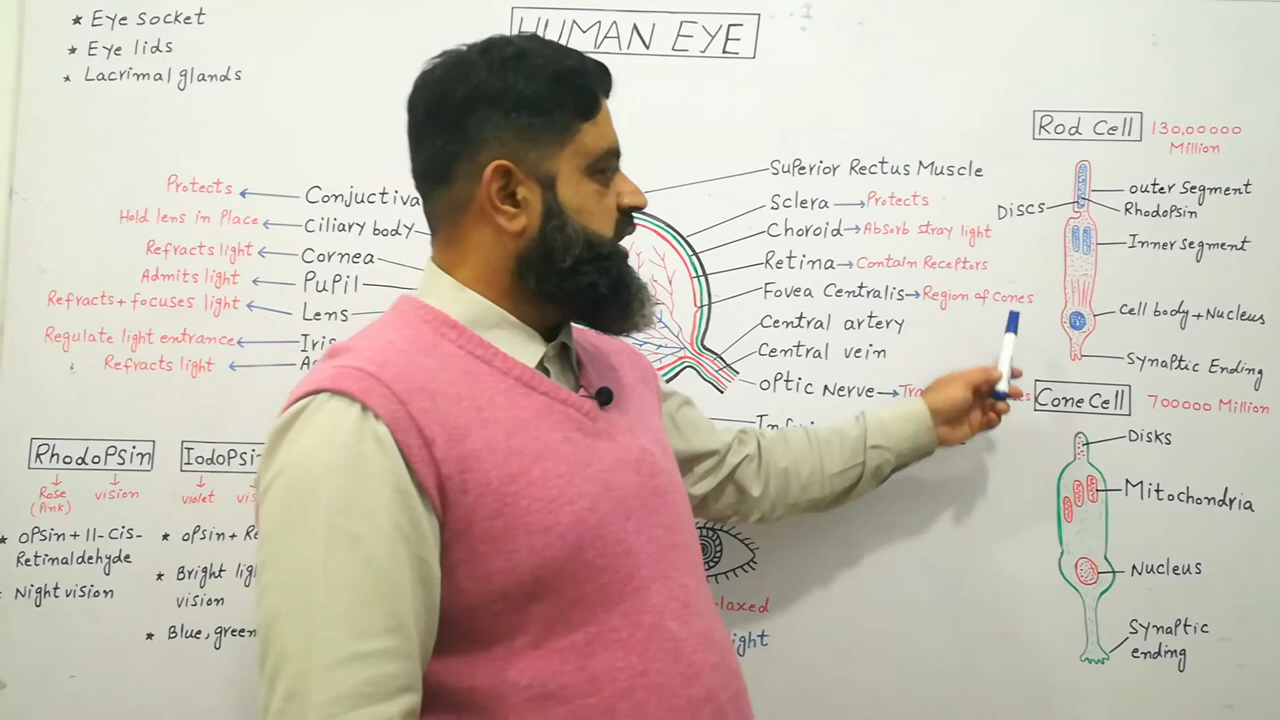 * Eye socket
* Eye lids
* Lacrimal glands
HUMAN EYE
Protects
Conjuctiva
Hold lens in Place
Ciliary body
Refracts light
Cornea
Admits light
Pupil
Refracts + focuses light
Lens
Regulate light entrance
Refracts light
Superior Rectus Muscle
Sclera → Protects
Choroid → Absorb stray light
Retina → Contain Receptors
Fovea Centralis → Region of Cones
Central artery
Central vein
optic Nerve →
Rod Cell
130,00000
Million
outer Segment
Discs
Rhodopsin
Inner segment
Cell body + Nucleus
Synaptic Ending
Cone Cell
700000 Million
Disks
Mitochondria
Nucleus
Synaptic
ending
Rhodopsin
Rose
(Pink)
vision
* opsin + 11-Cis-
Retinaldehyde
Night vision
violet
* opsin +
* Bright
vision
* Blue, green